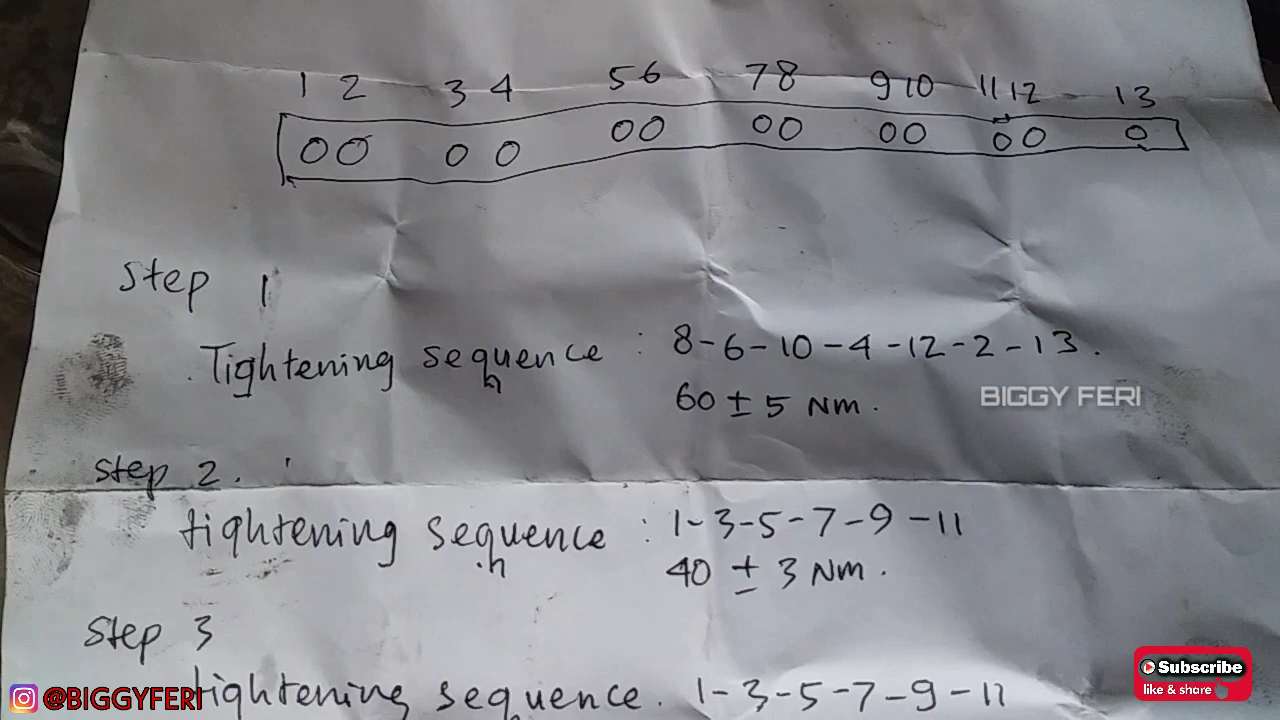 1 2 3 4 5 6 7 8 9 10 11 12 13
Step 1
Tightening sequence : 8-6-10-4-12-2-13.
60 ± 5 Nm.
BIGGY FERI
Step 2.
tightening sequence : 1-3-5-7-9-11
40 ± 3 Nm.
Step 3
tightening sequence. 1-3-5-7-9-11
@BIGGYFERI
Subscribe
like & share